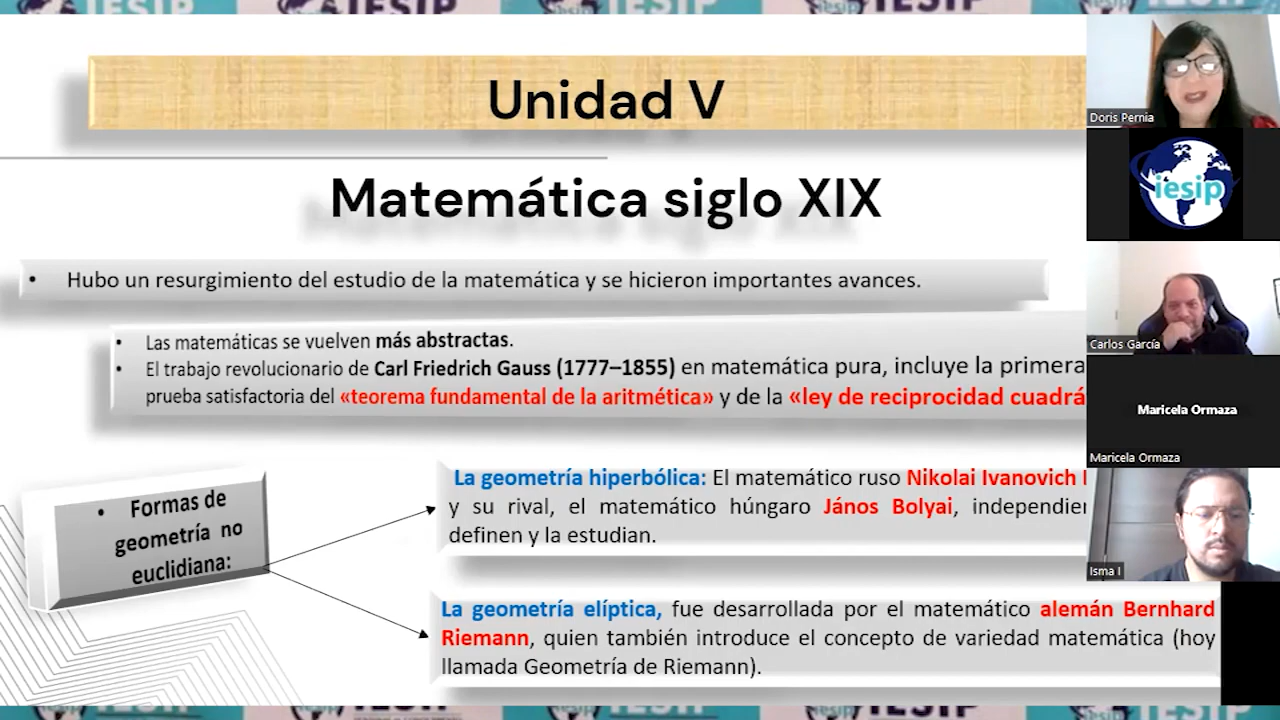 IESIP
Unidad V
Matemática siglo XIX
• Hubo un resurgimiento del estudio de la matemática y se hicieron importantes avances.
• Las matemáticas se vuelven más abstractas.
• El trabajo revolucionario de Carl Friedrich Gauss (1777–1855) en matemática pura, incluye la primera
prueba satisfactoria del «teorema fundamental de la aritmética» y de la «ley de reciprocidad cuadrá
• Formas de
geometría no
euclidiana:
La geometría hiperbólica: El matemático ruso Nikolai Ivanovich
y su rival, el matemático húngaro János Bolyai, independien
definen y la estudian.
La geometría elíptica, fue desarrollada por el matemático alemán Bernhard
Riemann, quien también introduce el concepto de variedad matemática (hoy
llamada Geometría de Riemann).
Doris Pernia
iesip
Carlos García
Maricela Ormaza
Maricela Ormaza
Isma I